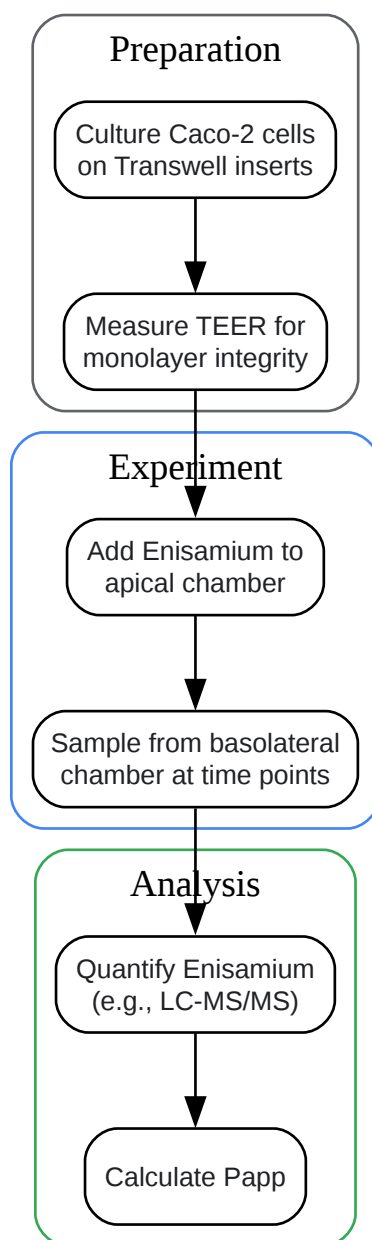 Preparation
Culture Caco-2 cells
on Transwell inserts
Measure TEER for
monolayer integrity
Experiment
Add Enisamium to
apical chamber
Sample from basolateral
chamber at time points
Analysis
Quantify Enisamium
(e.g., LC-MS/MS)
Calculate Papp